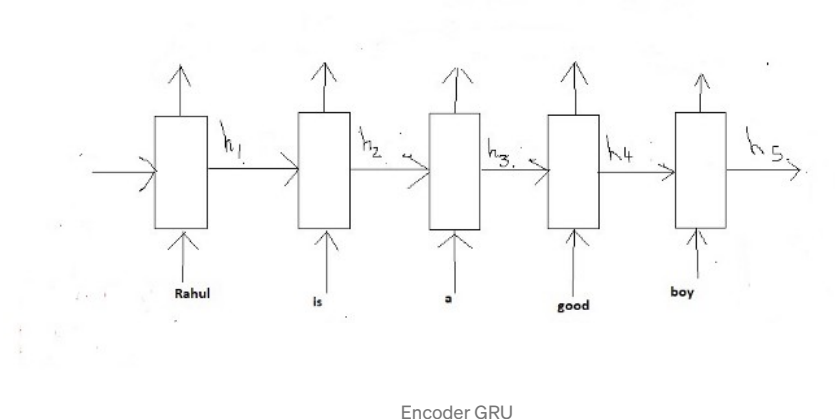 h₁ h₂ h₃. h₄ h₅.
Rahul is a good boy
Encoder GRU